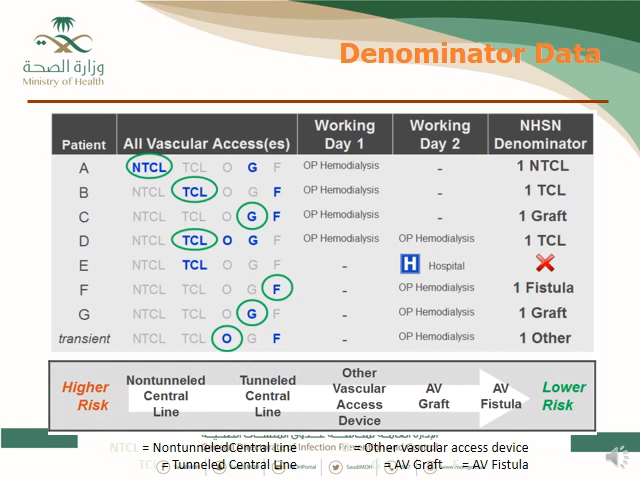 وزارة الصحة
Ministry of Health
Denominator Data
Patient All Vascular Access(es) Working Day 1 Working Day 2 NHSN Denominator
A NTCL TCL O G F OP Hemodialysis - 1 NTCL
B NTCL TCL O G F OP Hemodialysis - 1 TCL
C NTCL TCL O G F OP Hemodialysis - 1 Graft
D NTCL TCL O G F OP Hemodialysis OP Hemodialysis 1 TCL
E NTCL TCL O G F - H Hospital
F NTCL TCL O G F - OP Hemodialysis 1 Fistula
G NTCL TCL O G F - OP Hemodialysis 1 Graft
transient NTCL TCL O G F - OP Hemodialysis 1 Other
Higher Risk
Nontunneled Central Line
Tunneled Central Line
Other Vascular Access Device
AV Graft
AV Fistula
Lower Risk
NTCL = Nontunneled Central Line = Other Vascular access device
TCL = Tunneled Central Line = AV Graft = AV Fistula
SaudiMOH